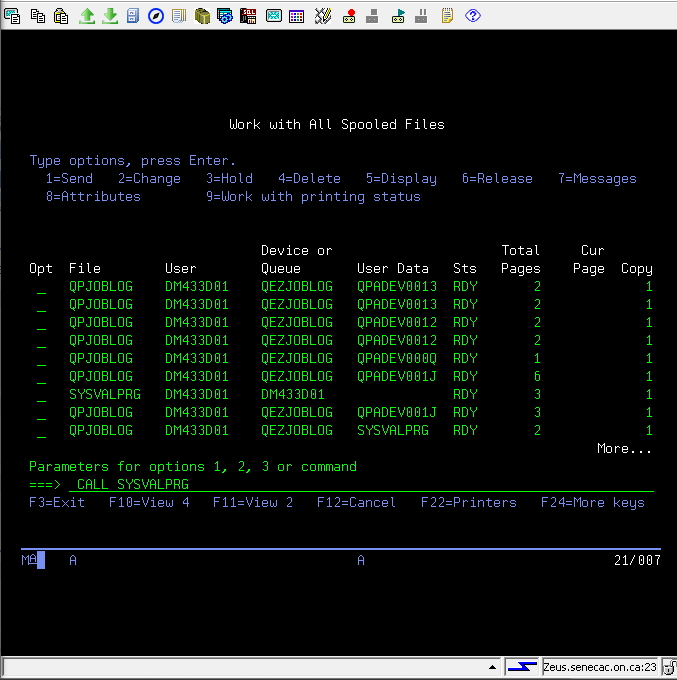 Work with All Spooled Files
Type options, press Enter.
1=Send 2=Change 3=Hold 4=Delete 5=Display 6=Release 7=Messages
8=Attributes 9=Work with printing status
Device or Total Cur
Opt File User Queue User Data Sts Pages Page Copy
_ QPJOBLOG DM433D01 QEZJOBLOG QPADEV0013 RDY 2 1
_ QPJOBLOG DM433D01 QEZJOBLOG QPADEV0013 RDY 2 1
_ QPJOBLOG DM433D01 QEZJOBLOG QPADEV0012 RDY 2 1
_ QPJOBLOG DM433D01 QEZJOBLOG QPADEV0012 RDY 2 1
_ QPJOBLOG DM433D01 QEZJOBLOG QPADEV000Q RDY 1 1
_ QPJOBLOG DM433D01 QEZJOBLOG QPADEV001J RDY 6 1
_ SYSVALPRG DM433D01 DM433D01 RDY 3 1
_ QPJOBLOG DM433D01 QEZJOBLOG QPADEV001J RDY 3 1
_ QPJOBLOG DM433D01 QEZJOBLOG SYSVALPRG RDY 2 1
More...
Parameters for options 1, 2, 3 or command
===> CALL SYSVALPRG
F3=Exit F10=View 4 F11=View 2 F12=Cancel F22=Printers F24=More keys
MA A A 21/007
Zeus.senecac.on.ca:23